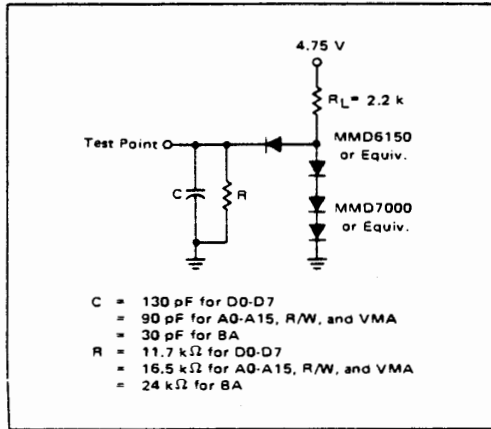 4.75 V
RL = 2.2 k
MMD6150
or Equiv.
Test Point
C
R
MMD7000
or Equiv.
C = 130 pF for D0-D7
= 90 pF for A0-A15, R/W, and VMA
= 30 pF for BA
R = 11.7 kΩ for D0-D7
= 16.5 kΩ for A0-A15, R/W, and VMA
= 24 kΩ for BA